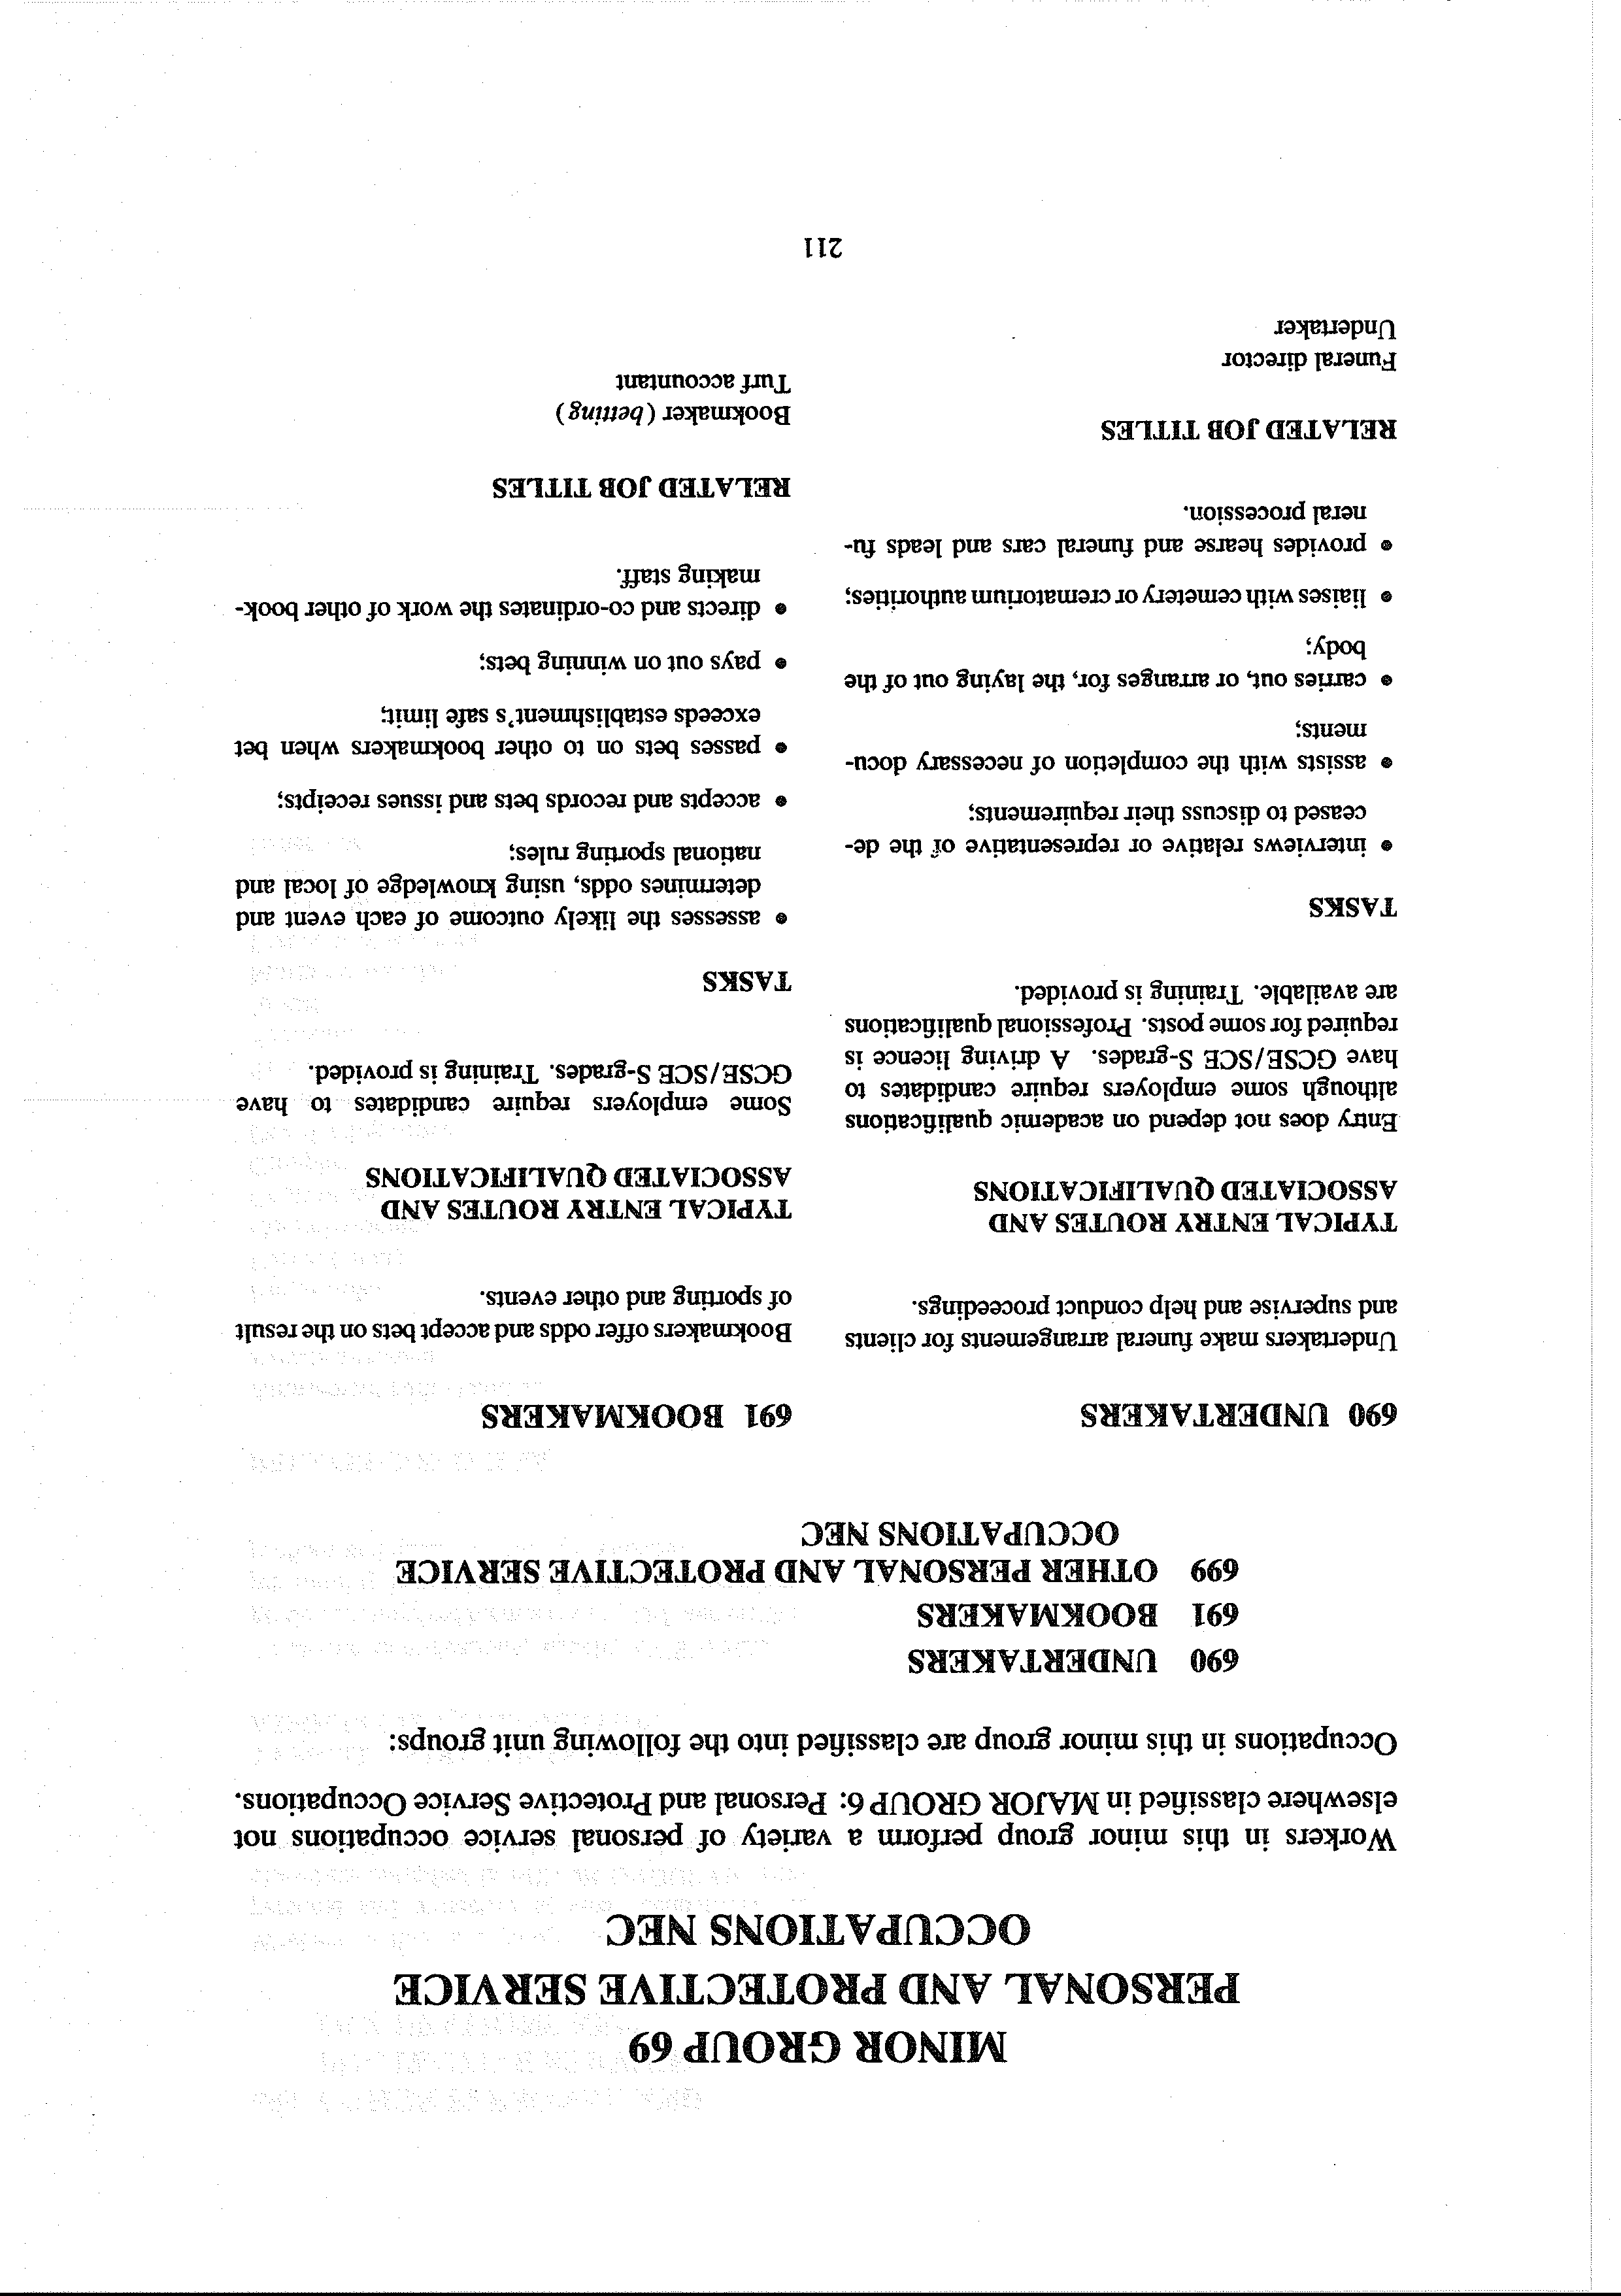 MINOR GROUP 69
PERSONAL AND PROTECTIVE SERVICE
OCCUPATIONS NEC
Workers in this minor group perform a variety of personal service occupations not
elsewhere classified in MAJOR GROUP 6: Personal and Protective Service Occupations.
Occupations in this minor group are classified into the following unit groups:
690 UNDERTAKERS
691 BOOKMAKERS
699 OTHER PERSONAL AND PROTECTIVE SERVICE
OCCUPATIONS NEC
690 UNDERTAKERS
Undertakers make funeral arrangements for clients
and supervise and help conduct proceedings.
TYPICAL ENTRY ROUTES AND
ASSOCIATED QUALIFICATIONS
Entry does not depend on academic qualifications
although some employers require candidates to
have GCSE/SCE S-grades. A driving licence is
required for some posts. Professional qualifications
are available. Training is provided.
TASKS
• interviews relative or representative of the de-
ceased to discuss their requirements;
• assists with the completion of necessary docu-
ments;
• carries out, or arranges for, the laying out of the
body;
• liaises with cemetery or crematorium authorities;
• provides hearse and funeral cars and leads fu-
neral procession.
RELATED JOB TITLES
Funeral director
Undertaker
691 BOOKMAKERS
Bookmakers offer odds and accept bets on the result
of sporting and other events.
TYPICAL ENTRY ROUTES AND
ASSOCIATED QUALIFICATIONS
Some employers require candidates to have
GCSE/SCE S-grades. Training is provided.
TASKS
• assesses the likely outcome of each event and
determines odds, using knowledge of local and
national sporting rules;
• accepts and records bets and issues receipts;
• passes bets on to other bookmakers when bet
exceeds establishment's safe limit;
• pays out on winning bets;
• directs and co-ordinates the work of other book-
making staff.
RELATED JOB TITLES
Bookmaker (betting)
Turf accountant
211